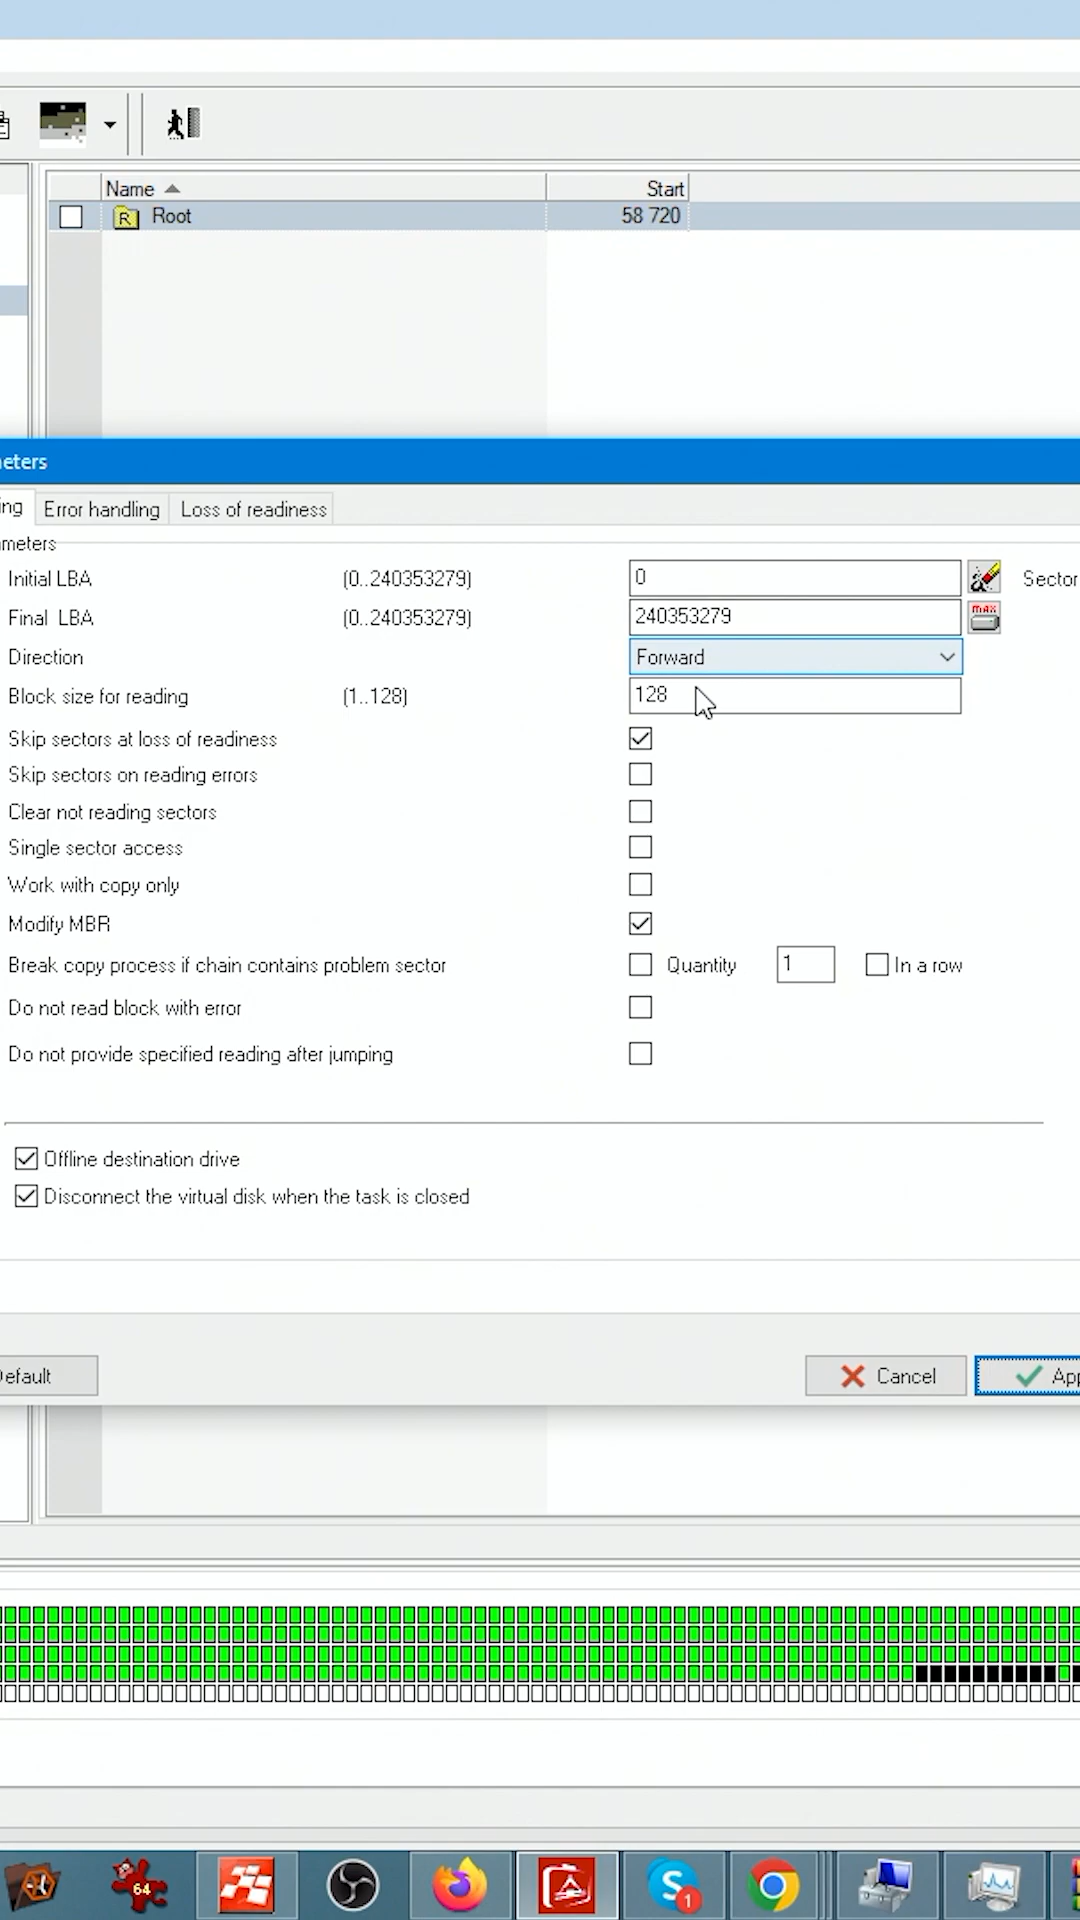 Name Start
R Root 58 720
eters
ing Error handling Loss of readiness
meters
Initial LBA (0..240353279) 0 Sector
Final LBA (0..240353279) 240353279 max
Direction Forward
Block size for reading (1..128) 128
Skip sectors at loss of readiness
Skip sectors on reading errors
Clear not reading sectors
Single sector access
Work with copy only
Modify MBR
Break copy process if chain contains problem sector Quantity 1 In a row
Do not read block with error
Do not provide specified reading after jumping
Offline destination drive
Disconnect the virtual disk when the task is closed
Default Cancel App
64 S 1